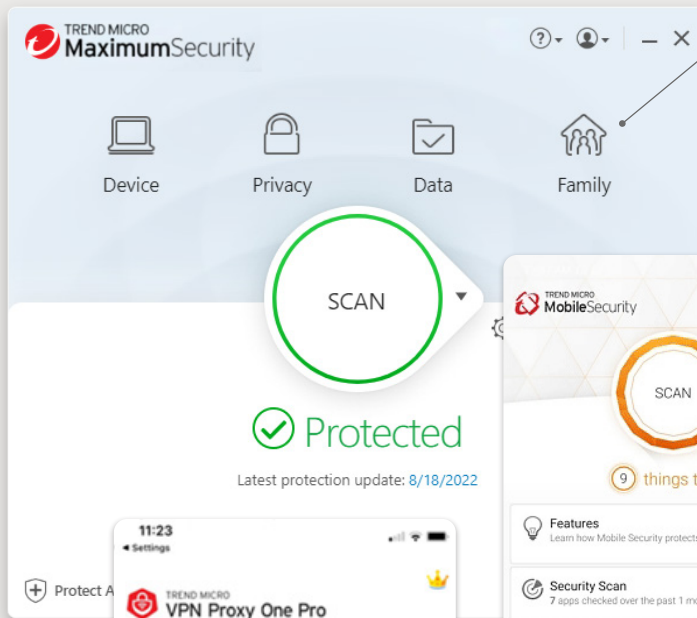 TREND MICRO
MaximumSecurity
Device
Privacy
Data
Family
SCAN
Protected
Latest protection update: 8/18/2022
TREND MICRO
MobileSecurity
SCAN
9 things
Features
Learn how Mobile Security protects
Security Scan
7 apps checked over the past 1
11:23
Settings
TREND MICRO
VPN Proxy One Pro
Protect